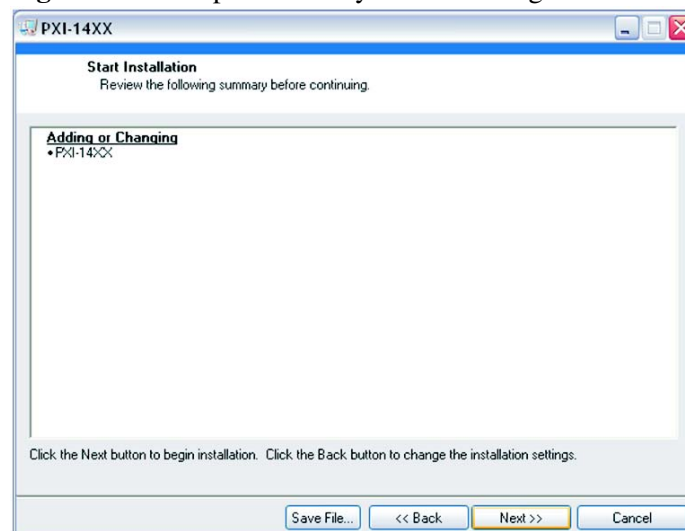 PXI-14XX
Start Installation
Review the following summary before continuing.
Adding or Changing
•PXI-14XX
Click the Next button to begin installation. Click the Back button to change the installation settings.
Save File... << Back Next >> Cancel